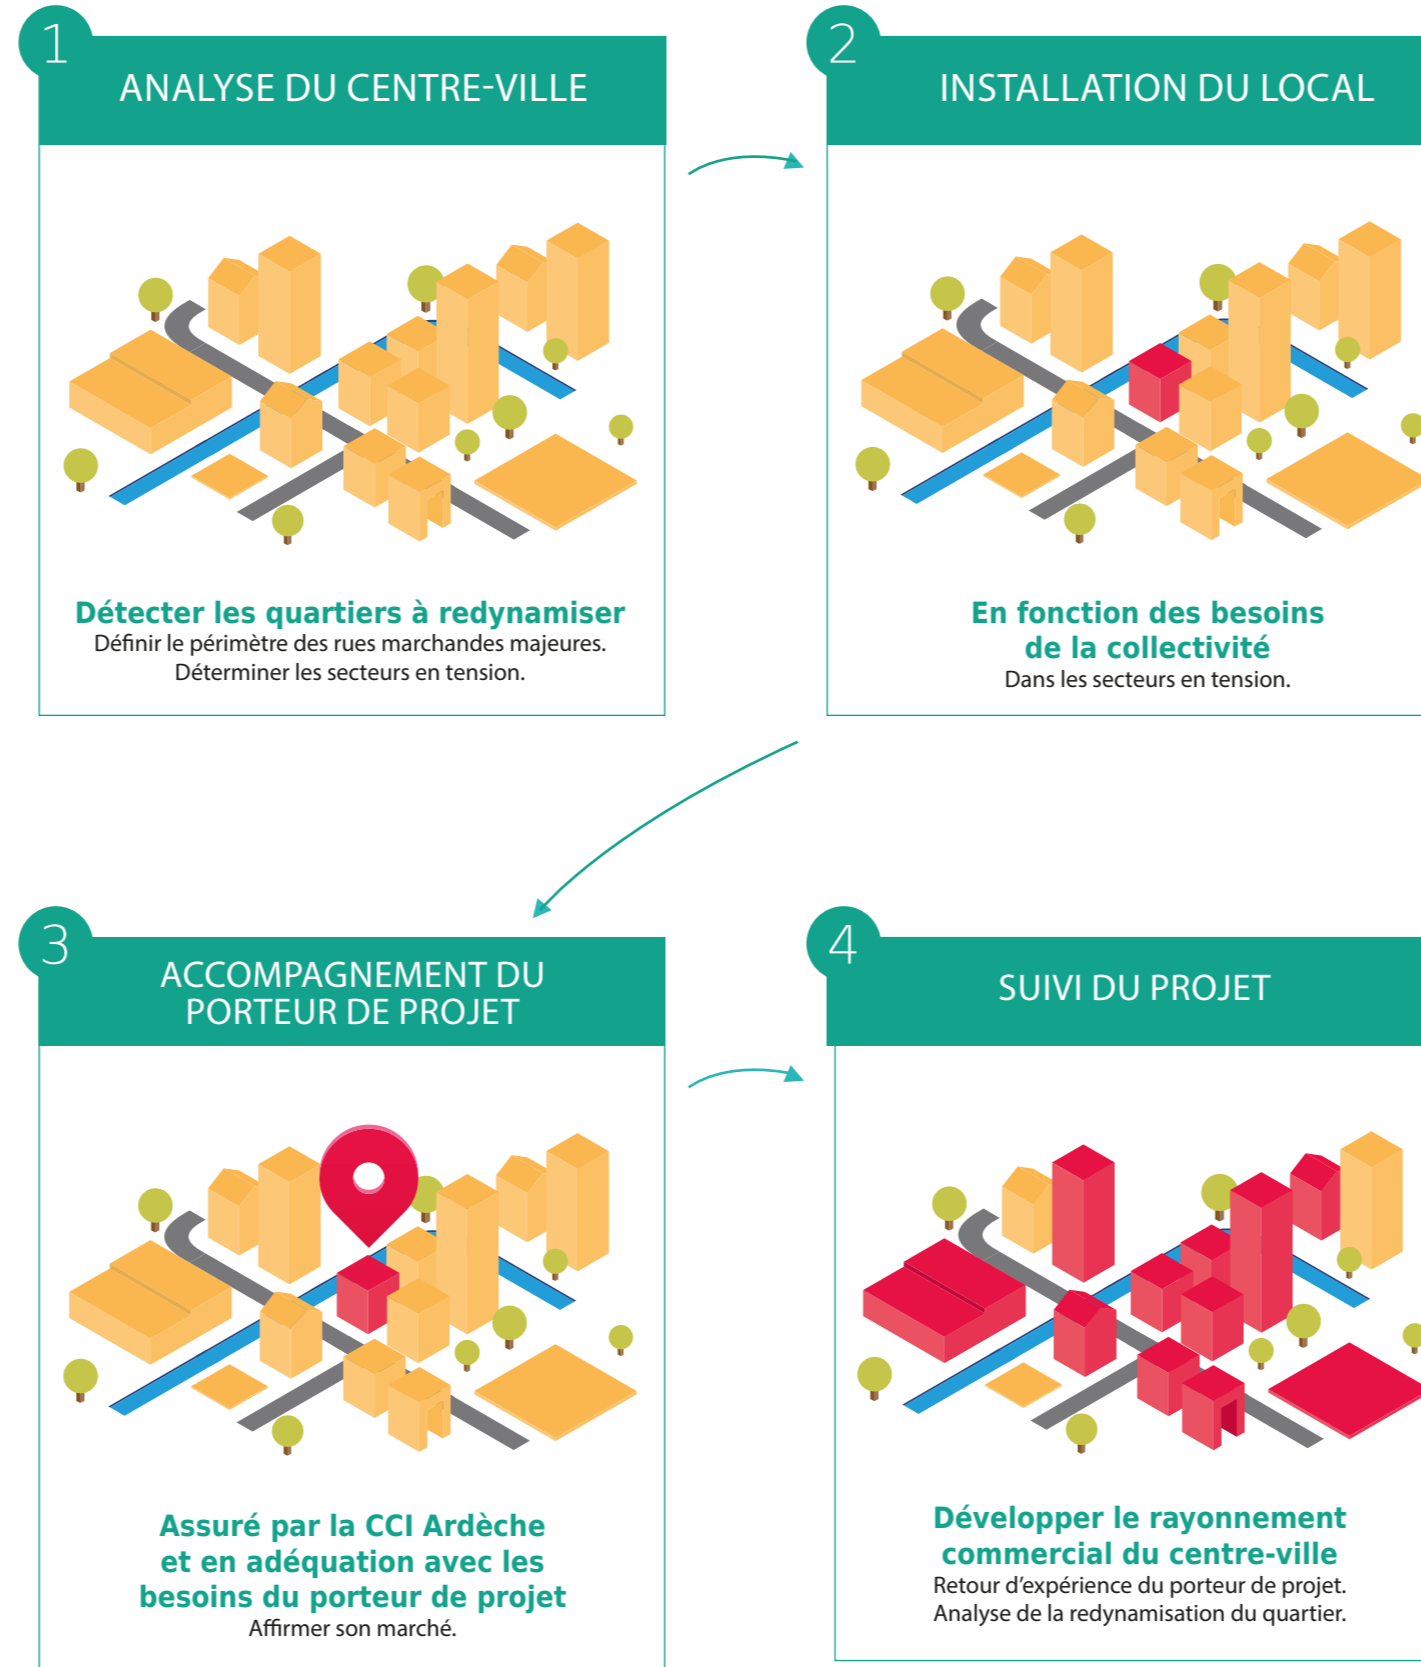 1
ANALYSE DU CENTRE-VILLE
Détecter les quartiers à redynamiser
Définir le périmètre des rues marchandes majeures.
Déterminer les secteurs en tension.
2
INSTALLATION DU LOCAL
En fonction des besoins
de la collectivité
Dans les secteurs en tension.
3
ACCOMPAGNEMENT DU
PORTEUR DE PROJET
Assuré par la CCI Ardèche
et en adéquation avec les
besoins du porteur de projet
Affirmer son marché.
4
SUIVI DU PROJET
Développer le rayonnement
commercial du centre-ville
Retour d’expérience du porteur de projet.
Analyse de la redynamisation du quartier.